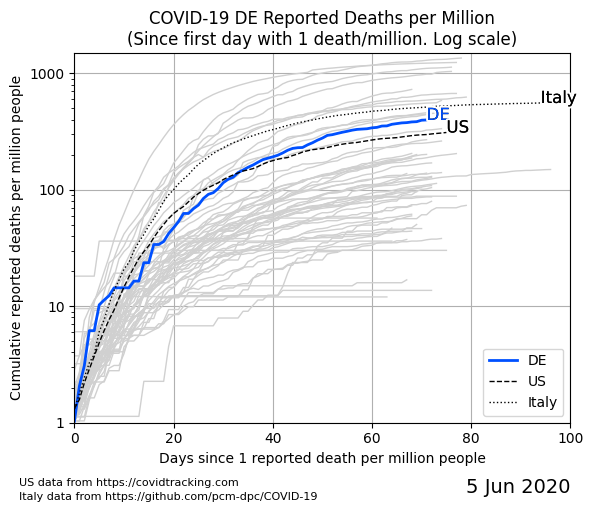 COVID-19 DE Reported Deaths per Million
(Since first day with 1 death/million. Log scale)
Cumulative reported deaths per million people
1000
100
10
1
Italy
DE
US
DE
US
Italy
0 20 40 60 80 100
Days since 1 reported death per million people
US data from https://covidtracking.com
Italy data from https://github.com/pcm-dpc/COVID-19
5 Jun 2020